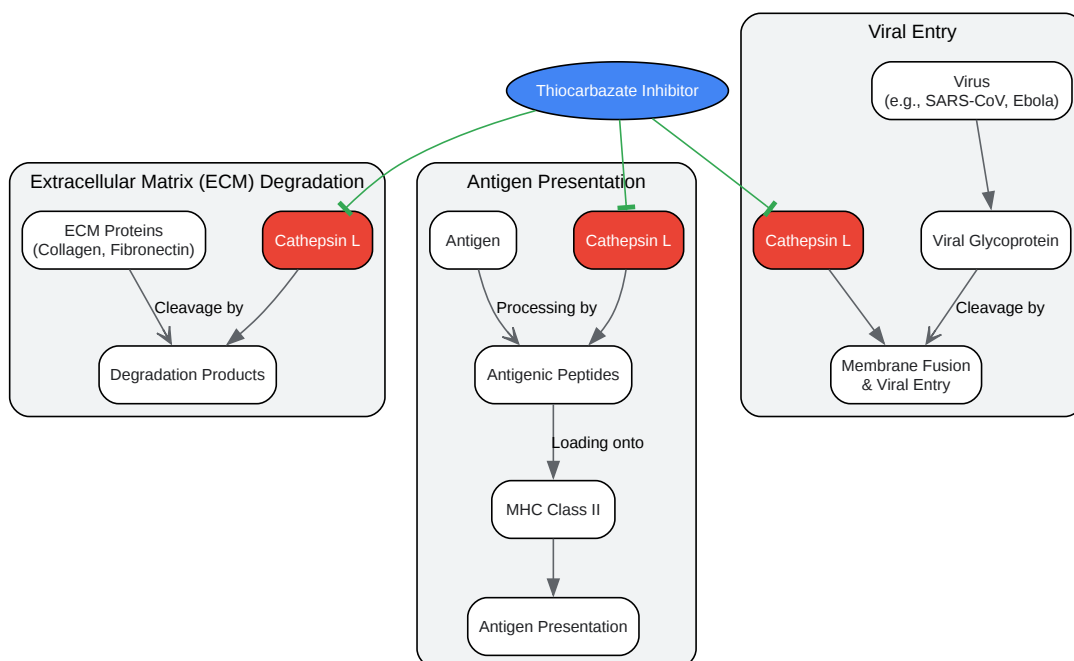 Viral Entry
Thiocarbazate Inhibitor
Virus
(e.g., SARS-CoV, Ebola)
Extracellular Matrix (ECM) Degradation
ECM Proteins
(Collagen, Fibronectin)
Cathepsin L
Cleavage by
Degradation Products
Antigen Presentation
Antigen
Cathepsin L
Processing by
Antigenic Peptides
Loading onto
MHC Class II
Antigen Presentation
Cathepsin L
Viral Glycoprotein
Cleavage by
Membrane Fusion
& Viral Entry